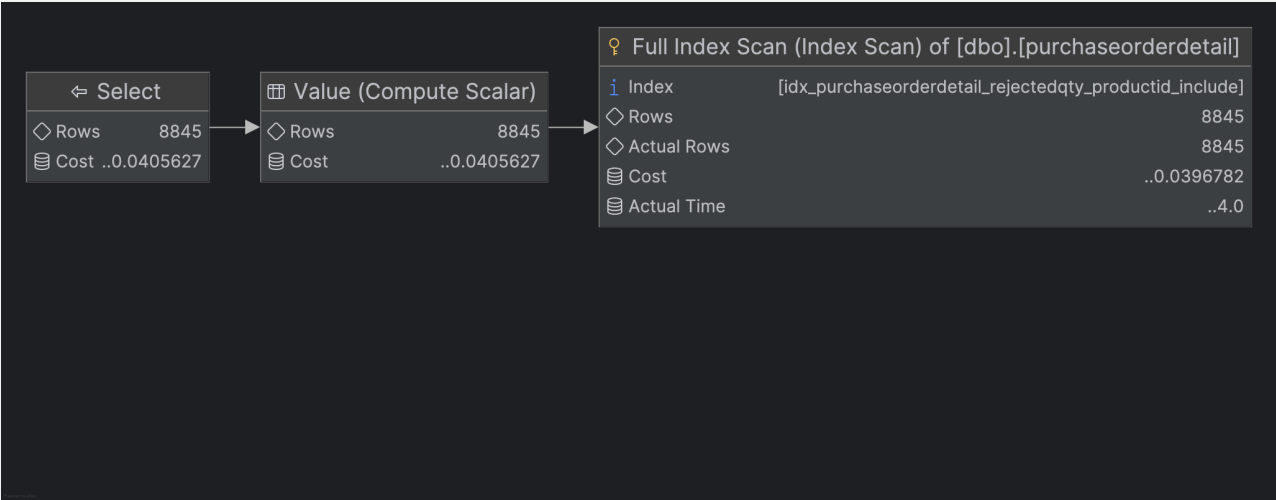 Select
Rows 8845
Cost ..0.0405627
Value (Compute Scalar)
Rows 8845
Cost ..0.0405627
Full Index Scan (Index Scan) of [dbo].[purchaseorderdetail]
i Index [idx_purchaseorderdetail_rejectedqty_productid_include]
Rows 8845
Actual Rows 8845
Cost ..0.0396782
Actual Time ..4.0